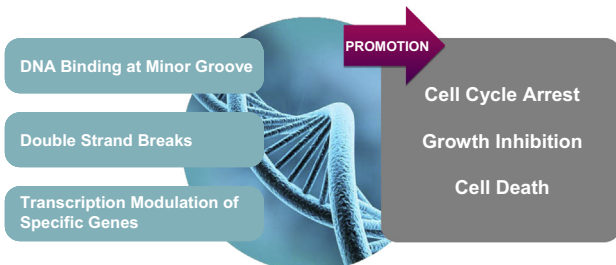 DNA Binding at Minor Groove
Double Strand Breaks
Transcription Modulation of
Specific Genes
PROMOTION
Cell Cycle Arrest
Growth Inhibition
Cell Death